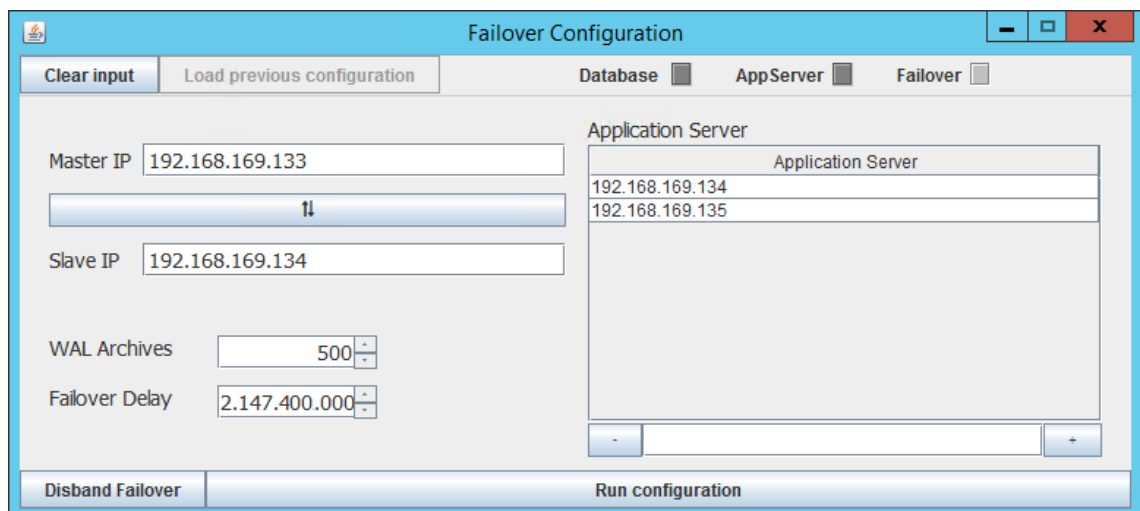 Failover Configuration
Clear input Load previous configuration Database AppServer Failover
Application Server
Master IP 192.168.169.133
Application Server
192.168.169.134
192.168.169.135
Slave IP 192.168.169.134
WAL Archives 500
Failover Delay 2.147.400.000
- +
Disband Failover Run configuration